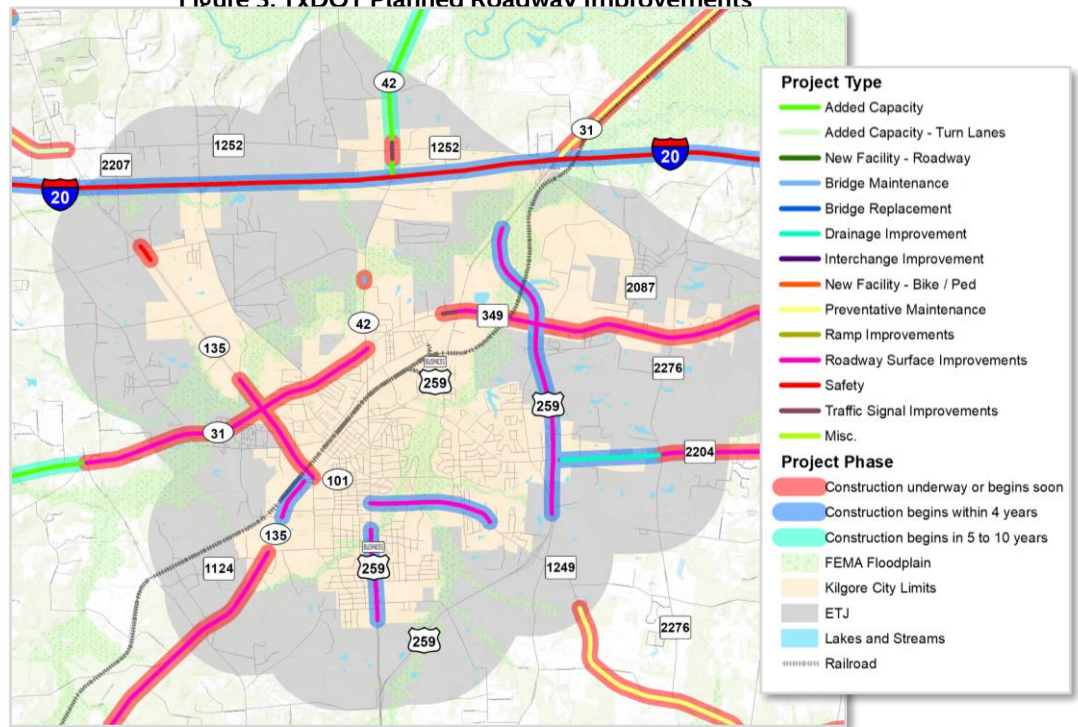 Figure 3. TxDOT Planned Roadway Improvements
42
31
1252
1252
2207
20
20
2087
42
349
135
2276
BUSINESS
259
259
31
2204
101
135
BUSINESS
259
1124
1249
2276
259
Project Type
Added Capacity
Added Capacity - Turn Lanes
New Facility - Roadway
Bridge Maintenance
Bridge Replacement
Drainage Improvement
Interchange Improvement
New Facility - Bike / Ped
Preventative Maintenance
Ramp Improvements
Roadway Surface Improvements
Safety
Traffic Signal Improvements
Misc.
Project Phase
Construction underway or begins soon
Construction begins within 4 years
Construction begins in 5 to 10 years
FEMA Floodplain
Kilgore City Limits
ETJ
Lakes and Streams
Railroad